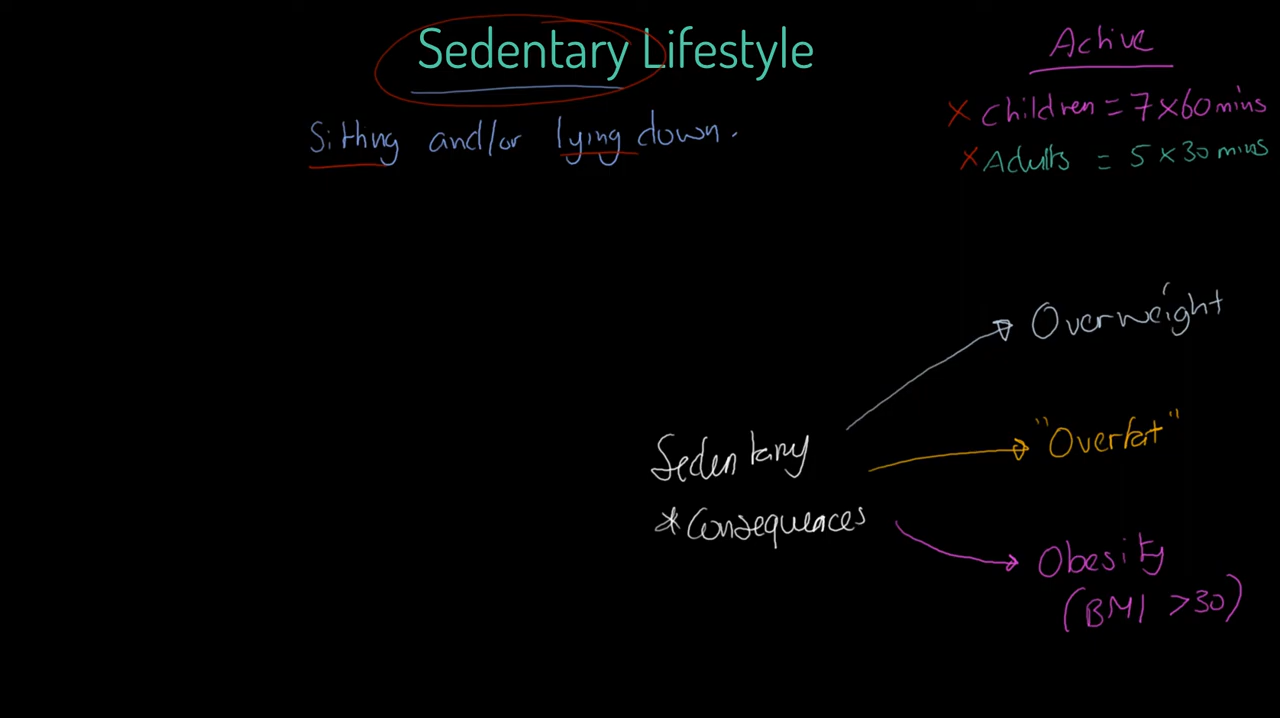 Sedentary Lifestyle
Sitting and/or lying down.
Active
× Children = 7 × 60 mins
× Adults = 5 × 30 mins
Sedentary
* Consequences
Overweight
"Overfat"
Obesity
(BMI > 30)